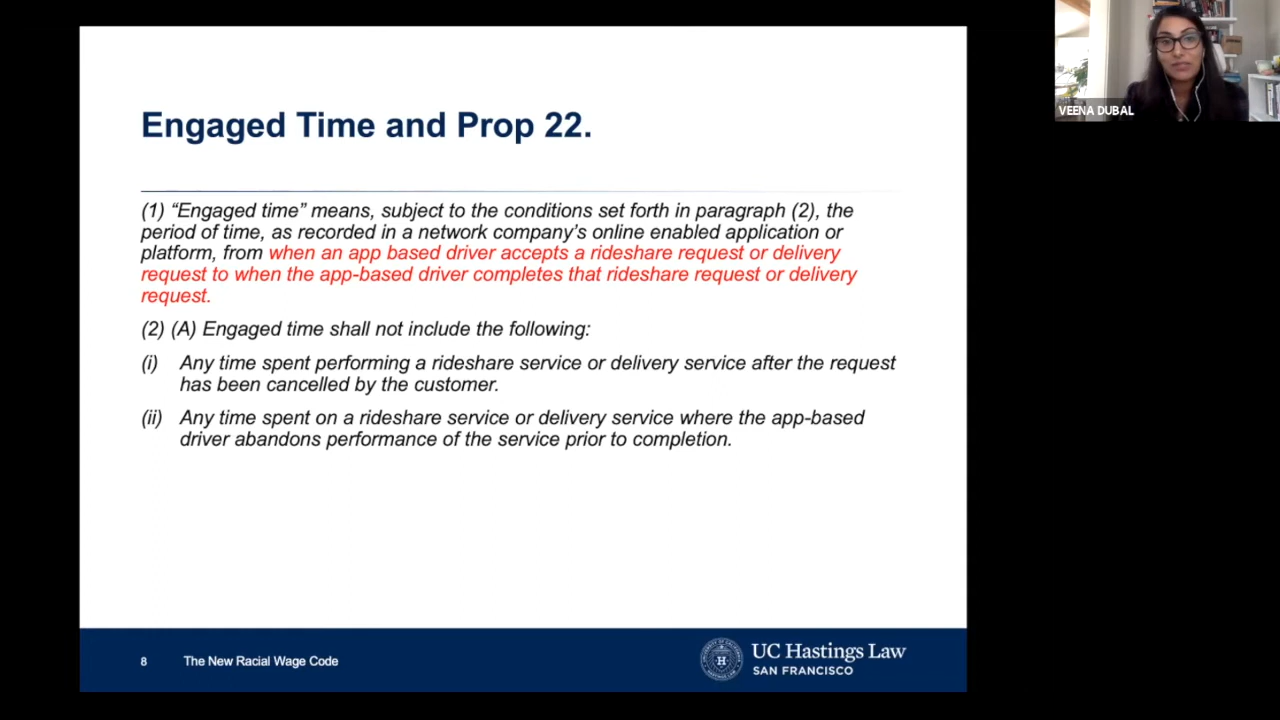 Engaged Time and Prop 22.
(1) “Engaged time” means, subject to the conditions set forth in paragraph (2), the
period of time, as recorded in a network company’s online enabled application or
platform, from when an app based driver accepts a rideshare request or delivery
request to when the app-based driver completes that rideshare request or delivery
request.
(2) (A) Engaged time shall not include the following:
(i) Any time spent performing a rideshare service or delivery service after the request
has been cancelled by the customer.
(ii) Any time spent on a rideshare service or delivery service where the app-based
driver abandons performance of the service prior to completion.
8 The New Racial Wage Code
UC Hastings Law
SAN FRANCISCO
VEENA DUBAL